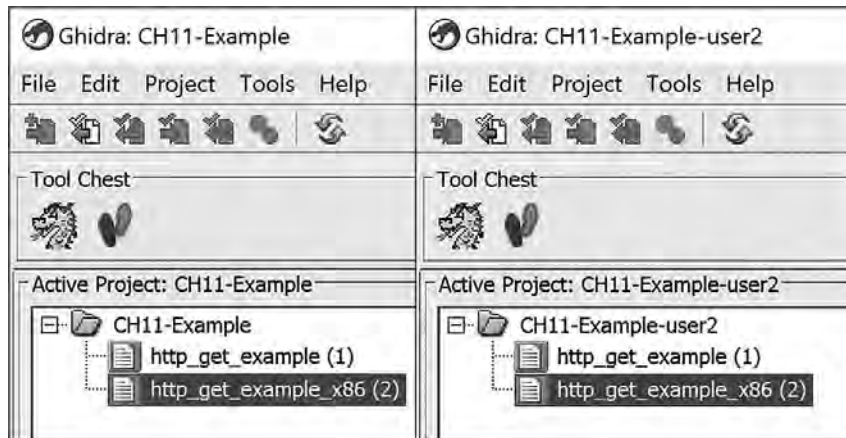 Ghidra: CH11-Example
File Edit Project Tools Help
Tool Chest
Active Project: CH11-Example
CH11-Example
http_get_example (1)
http_get_example_x86 (2)
Ghidra: CH11-Example-user2
File Edit Project Tools Help
Tool Chest
Active Project: CH11-Example-user2
CH11-Example-user2
http_get_example (1)
http_get_example_x86 (2)